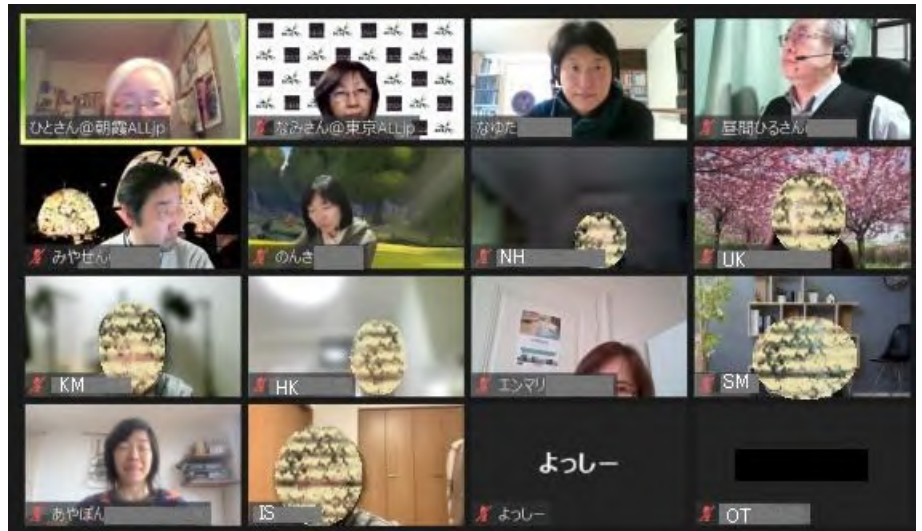 ひとさん@朝霞ALLjp
なみさん@東京ALLjp
なゆた
昼間ひるさん
みやせん
のんさ
NH
UK
KM
HK
エンマリ
SM
あやぽん
IS
よっしー
よっしー
OT